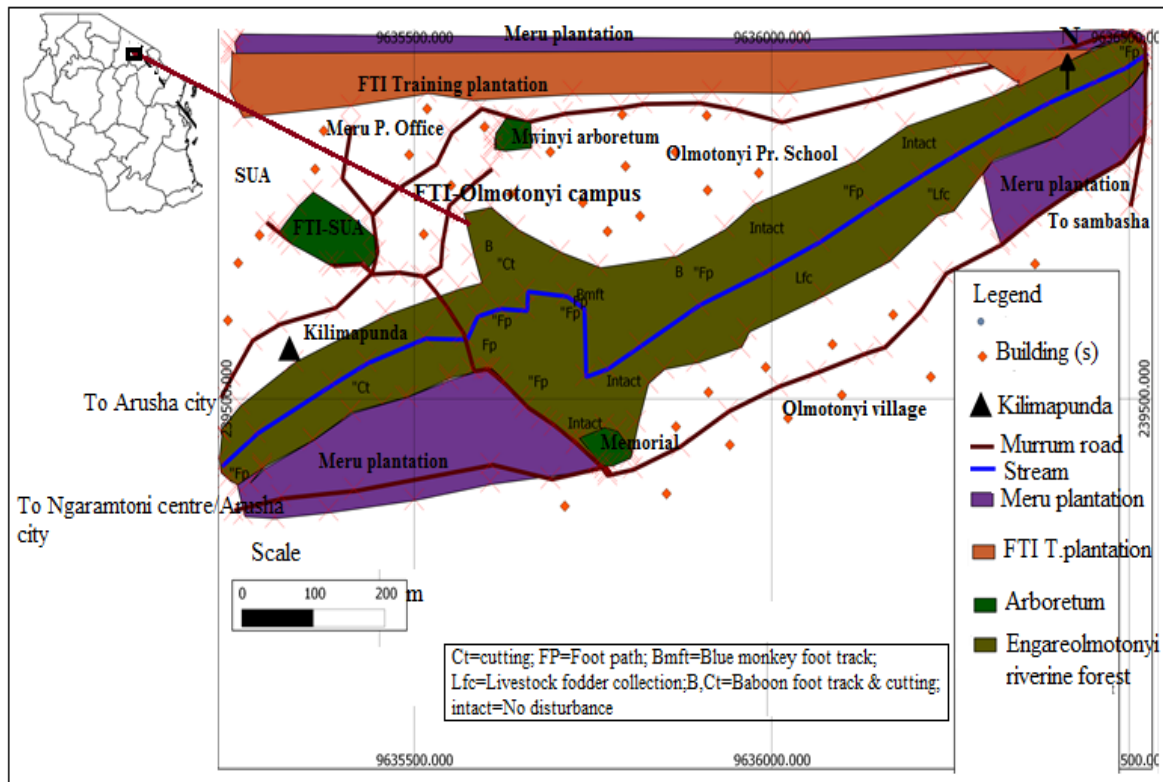 Meru plantation
9635500.000
9636000.000
9636500.000
N
"Fp
FTI Training plantation
Meru P. Office
Mwinyi arboretum
Intact
Olmotonyi Pr. School
SUA
FTI-Olmotonyi campus
"Fp
"Lfc
Meru plantation
FTI-SUA
Intact
To sambasha
B
"Ct
B
"Fp
Lfc
Bmft
Fp
"Fp
"Fp
Kilimapunda
Fp
"Fp
Intact
"Ct
239500.000
239500.000
To Arusha city
Olmotonyi village
Intact
Memorial
Meru plantation
"Fp
To Ngaramtoni centre/Arusha
city
Scale
0 100 200
m
Legend
Building (s)
Kilimapunda
Murrum road
Stream
Meru plantation
FTI T.plantation
Arboretum
Engareolmotonyi
riverine forest
Ct=cutting; FP=Foot path; Bmft=Blue monkey foot track;
Lfc=Livestock fodder collection;B,Ct=Baboon foot track & cutting;
intact=No disturbance
9635500.000
9636000.000
500.000